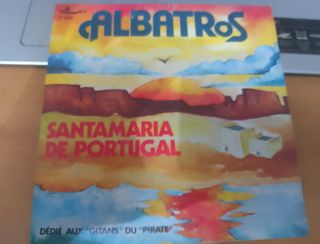 ALBATROS
SANTAMARIA
DE PORTUGAL
DÉDIÉ AUX "GITANS" DU "PIRATE"